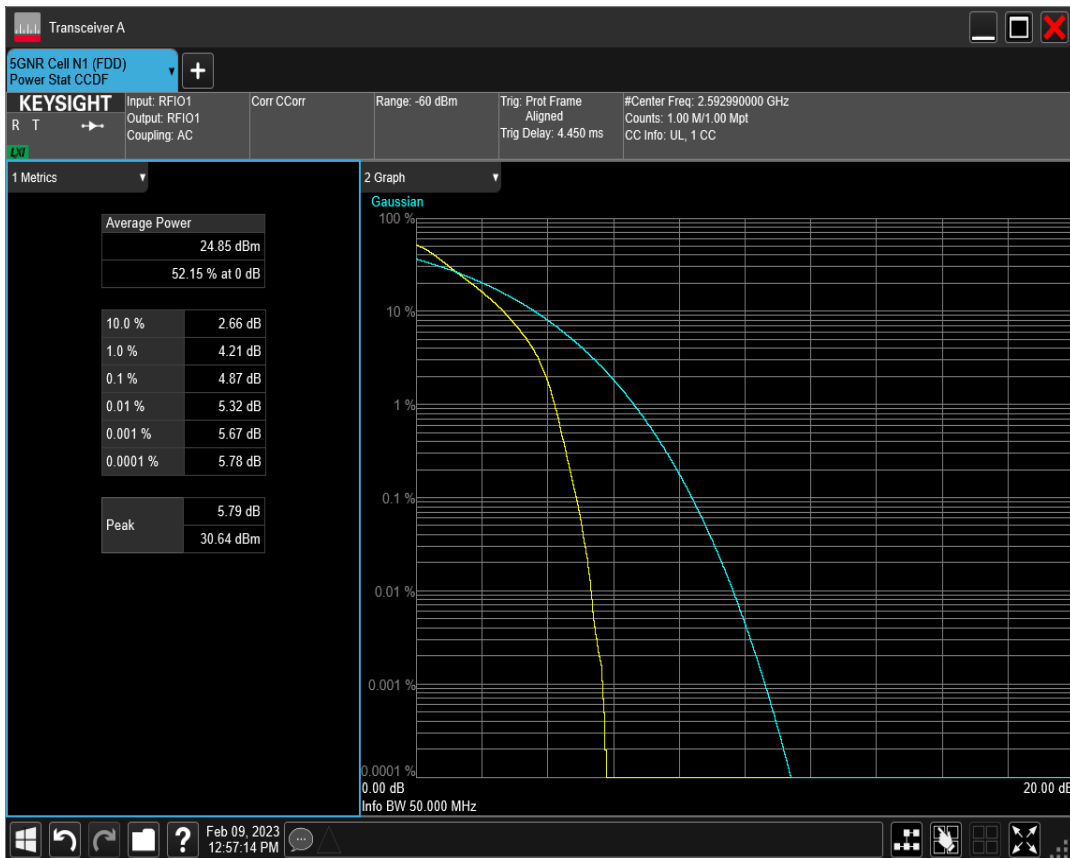 Transceiver A
5GNR Cell N1 (FDD)
Power Stat CCDF
KEYSIGHT
R T
LXI
Input: RFIO1
Output: RFIO1
Coupling: AC
Corr CCorr
Range: -60 dBm
Trig: Prot Frame
Aligned
Trig Delay: 4.450 ms
#Center Freq: 2.592990000 GHz
Counts: 1.00 M/1.00 Mpt
CC Info: UL, 1 CC
1 Metrics
Average Power
24.85 dBm
52.15 % at 0 dB
10.0 % 2.66 dB
1.0 % 4.21 dB
0.1 % 4.87 dB
0.01 % 5.32 dB
0.001 % 5.67 dB
0.0001 % 5.78 dB
Peak
5.79 dB
30.64 dBm
2 Graph
Gaussian
100 %
10 %
1 %
0.1 %
0.01 %
0.001 %
0.0001 %
0.00 dB 20.00 dB
Info BW 50.000 MHz
Feb 09, 2023
12:57:14 PM